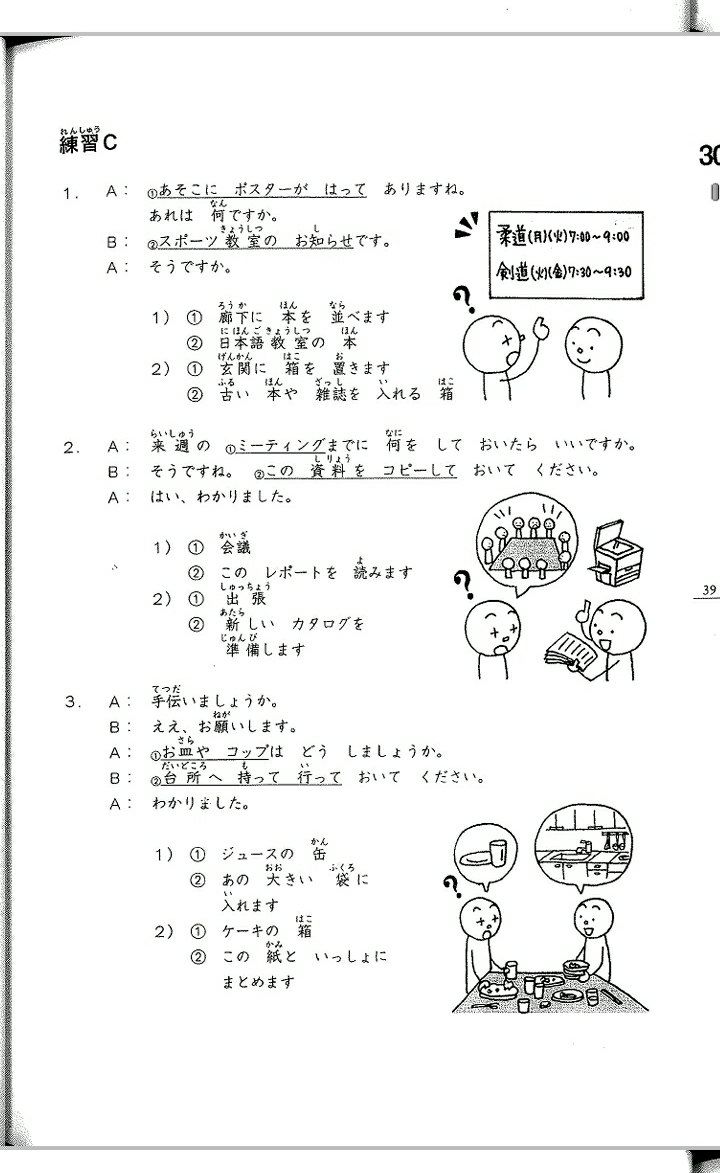 練習C
30
1. A： ①あそこに ポスターが はって ありますね。
あれは 何ですか。
B： ②スポーツ教室の お知らせです。
A： そうですか。
柔道(月)(火)7:00～9:00
剣道(火)(金)7:30～9:30
1) ① 廊下に 本を 並べます
② 日本語教室の 本
2) ① 玄関に 箱を 置きます
② 古い 本や 雑誌を 入れる 箱
2. A： 来週の ①ミーティングまでに 何を して おいたら いいですか。
B： そうですね。 ②この 資料を コピーして おいて ください。
A： はい、わかりました。
1) ① 会議
② この レポートを 読みます
2) ① 出張
② 新しい カタログを
準備します
39
3. A： 手伝いましょうか。
B： ええ、お願いします。
A： ①お皿や コップは どう しましょうか。
B： ②台所へ 持って 行って おいて ください。
A： わかりました。
1) ① ジュースの 缶
② あの 大きい 袋に
入れます
2) ① ケーキの 箱
② この 紙と いっしょに
まとめます